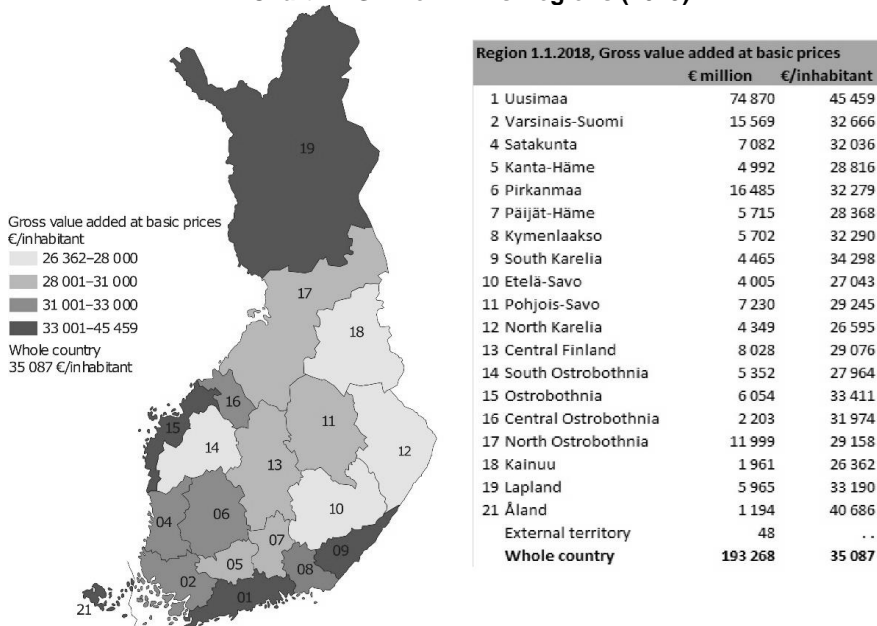 Region 1.1.2018, Gross value added at basic prices
€ million €/inhabitant
1 Uusimaa 74 870 45 459
2 Varsinais-Suomi 15 569 32 666
4 Satakunta 7 082 32 036
5 Kanta-Häme 4 992 28 816
6 Pirkanmaa 16 485 32 279
7 Päijät-Häme 5 715 28 368
8 Kymenlaakso 5 702 32 290
9 South Karelia 4 465 34 298
10 Etelä-Savo 4 005 27 043
11 Pohjois-Savo 7 230 29 245
12 North Karelia 4 349 26 595
13 Central Finland 8 028 29 076
14 South Ostrobothnia 5 352 27 964
15 Ostrobothnia 6 054 33 411
16 Central Ostrobothnia 2 203 31 974
17 North Ostrobothnia 11 999 29 158
18 Kainuu 1 961 26 362
19 Lapland 5 965 33 190
21 Åland 1 194 40 686
External territory 48 . .
Whole country 193 268 35 087
Gross value added at basic prices
€/inhabitant
26 362–28 000
28 001–31 000
31 001–33 000
33 001–45 459
Whole country
35 087 €/inhabitant
19
17
18
16
15
14
13
11
12
10
04
06
07
09
05
08
02
01
21